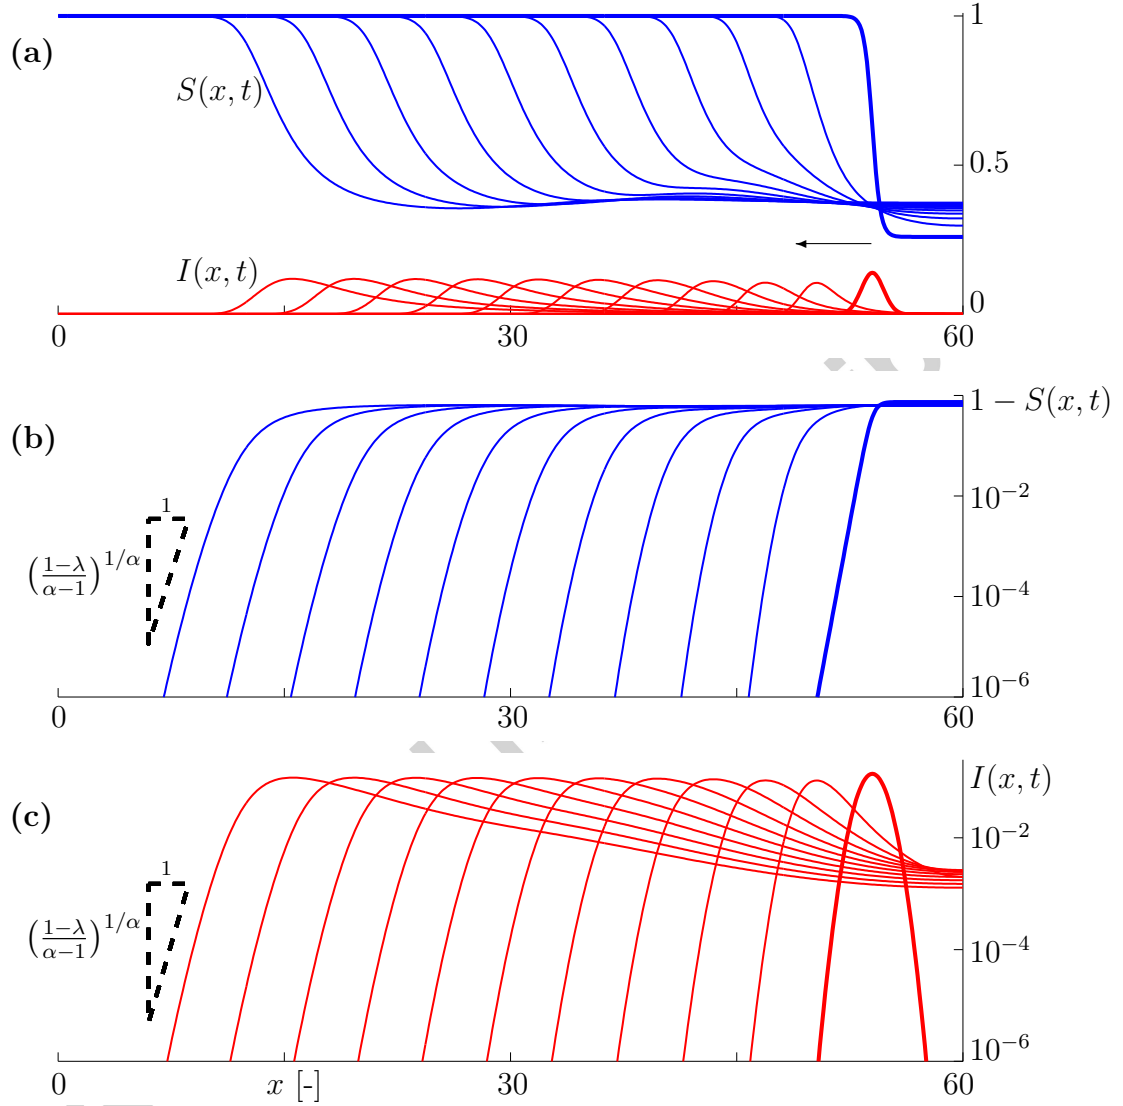 1
(a)
S(x, t)
0.5
I(x, t)
0
0 30 60
1 − S(x, t)
(b)
10^{-2}
1
(\frac{1−λ}{α−1})^{1/α}
10^{-4}
10^{-6}
0 30 60
I(x, t)
(c)
10^{-2}
1
(\frac{1−λ}{α−1})^{1/α}
10^{-4}
10^{-6}
0 x [-] 30 60